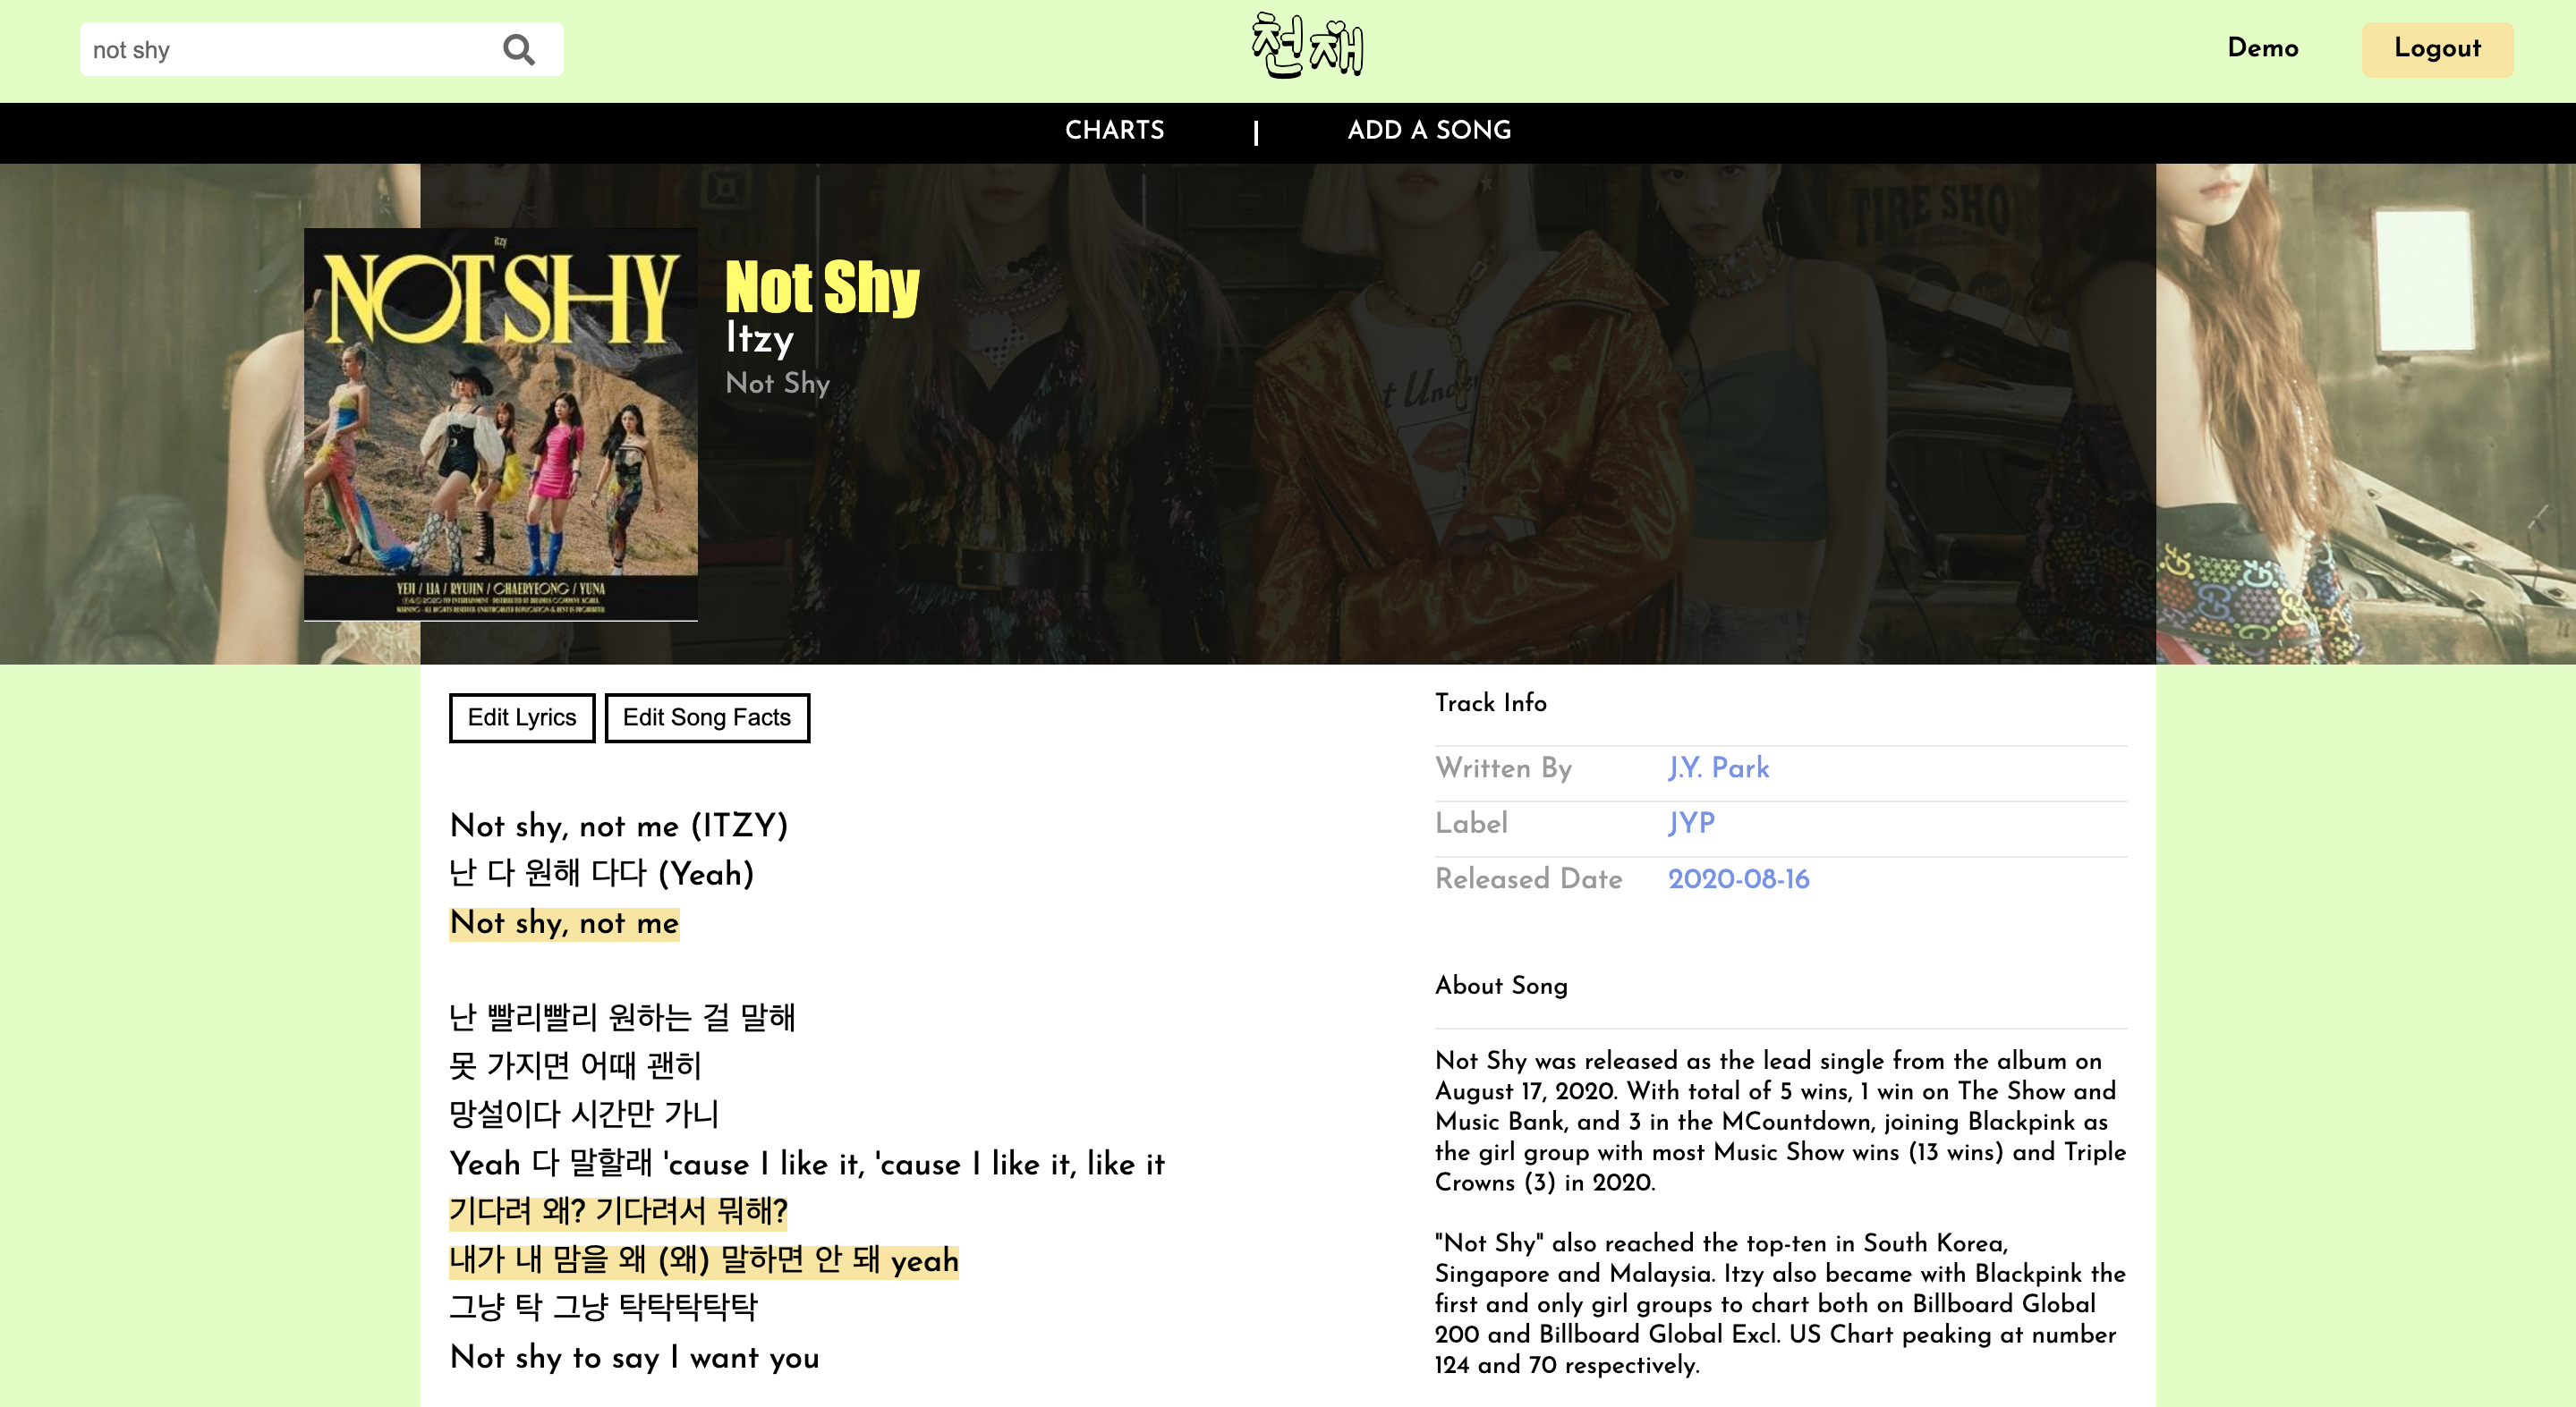 not shy
천재
Demo
Logout
CHARTS
|
ADD A SONG
TIRE SHO
itzy
NOT SHY
YEJI / LIA / RYUJIN / CHAERYEONG / YUNA
Not Shy
Itzy
Not Shy
Edit Lyrics
Edit Song Facts
Not shy, not me (ITZY)
난 다 원해 다다 (Yeah)
Not shy, not me
난 빨리빨리 원하는 걸 말해
못 가지면 어때 괜히
망설이다 시간만 가니
Yeah 다 말할래 'cause I like it, 'cause I like it, like it
기다려 왜? 기다려서 뭐해?
내가 내 맘을 왜 (왜) 말하면 안 돼 yeah
그냥 탁 그냥 탁탁탁탁탁
Not shy to say I want you
Track Info
Written By J.Y. Park
Label JYP
Released Date 2020-08-16
About Song
Not Shy was released as the lead single from the album on
August 17, 2020. With total of 5 wins, 1 win on The Show and
Music Bank, and 3 in the MCountdown, joining Blackpink as
the girl group with most Music Show wins (13 wins) and Triple
Crowns (3) in 2020.
"Not Shy" also reached the top-ten in South Korea,
Singapore and Malaysia. Itzy also became with Blackpink the
first and only girl groups to chart both on Billboard Global
200 and Billboard Global Excl. US Chart peaking at number
124 and 70 respectively.